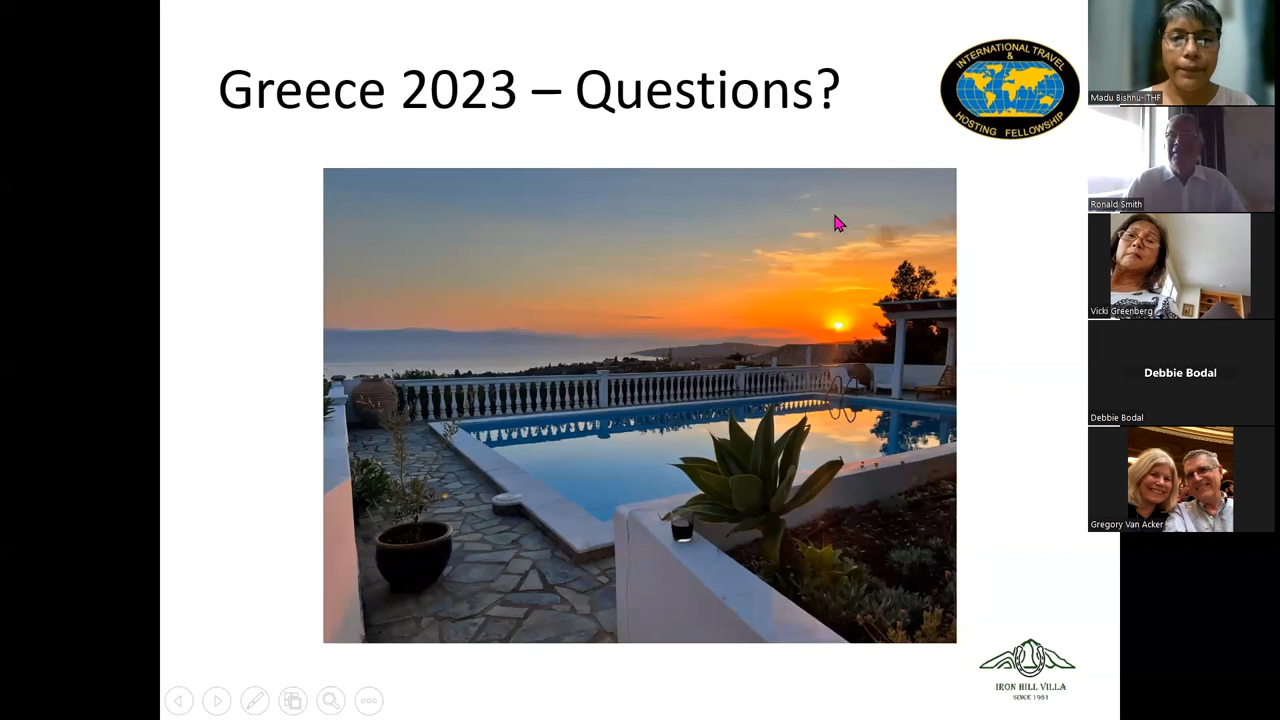 Greece 2023 – Questions?
INTERNATIONAL TRAVEL
&
HOSTING FELLOWSHIP
IRON HILL VILLA
SINCE 1981
Madu Bishnu-ITHF
Ronald Smith
Vicki Greenberg
Debbie Bodal
Debbie Bodal
Gregory Van Acker